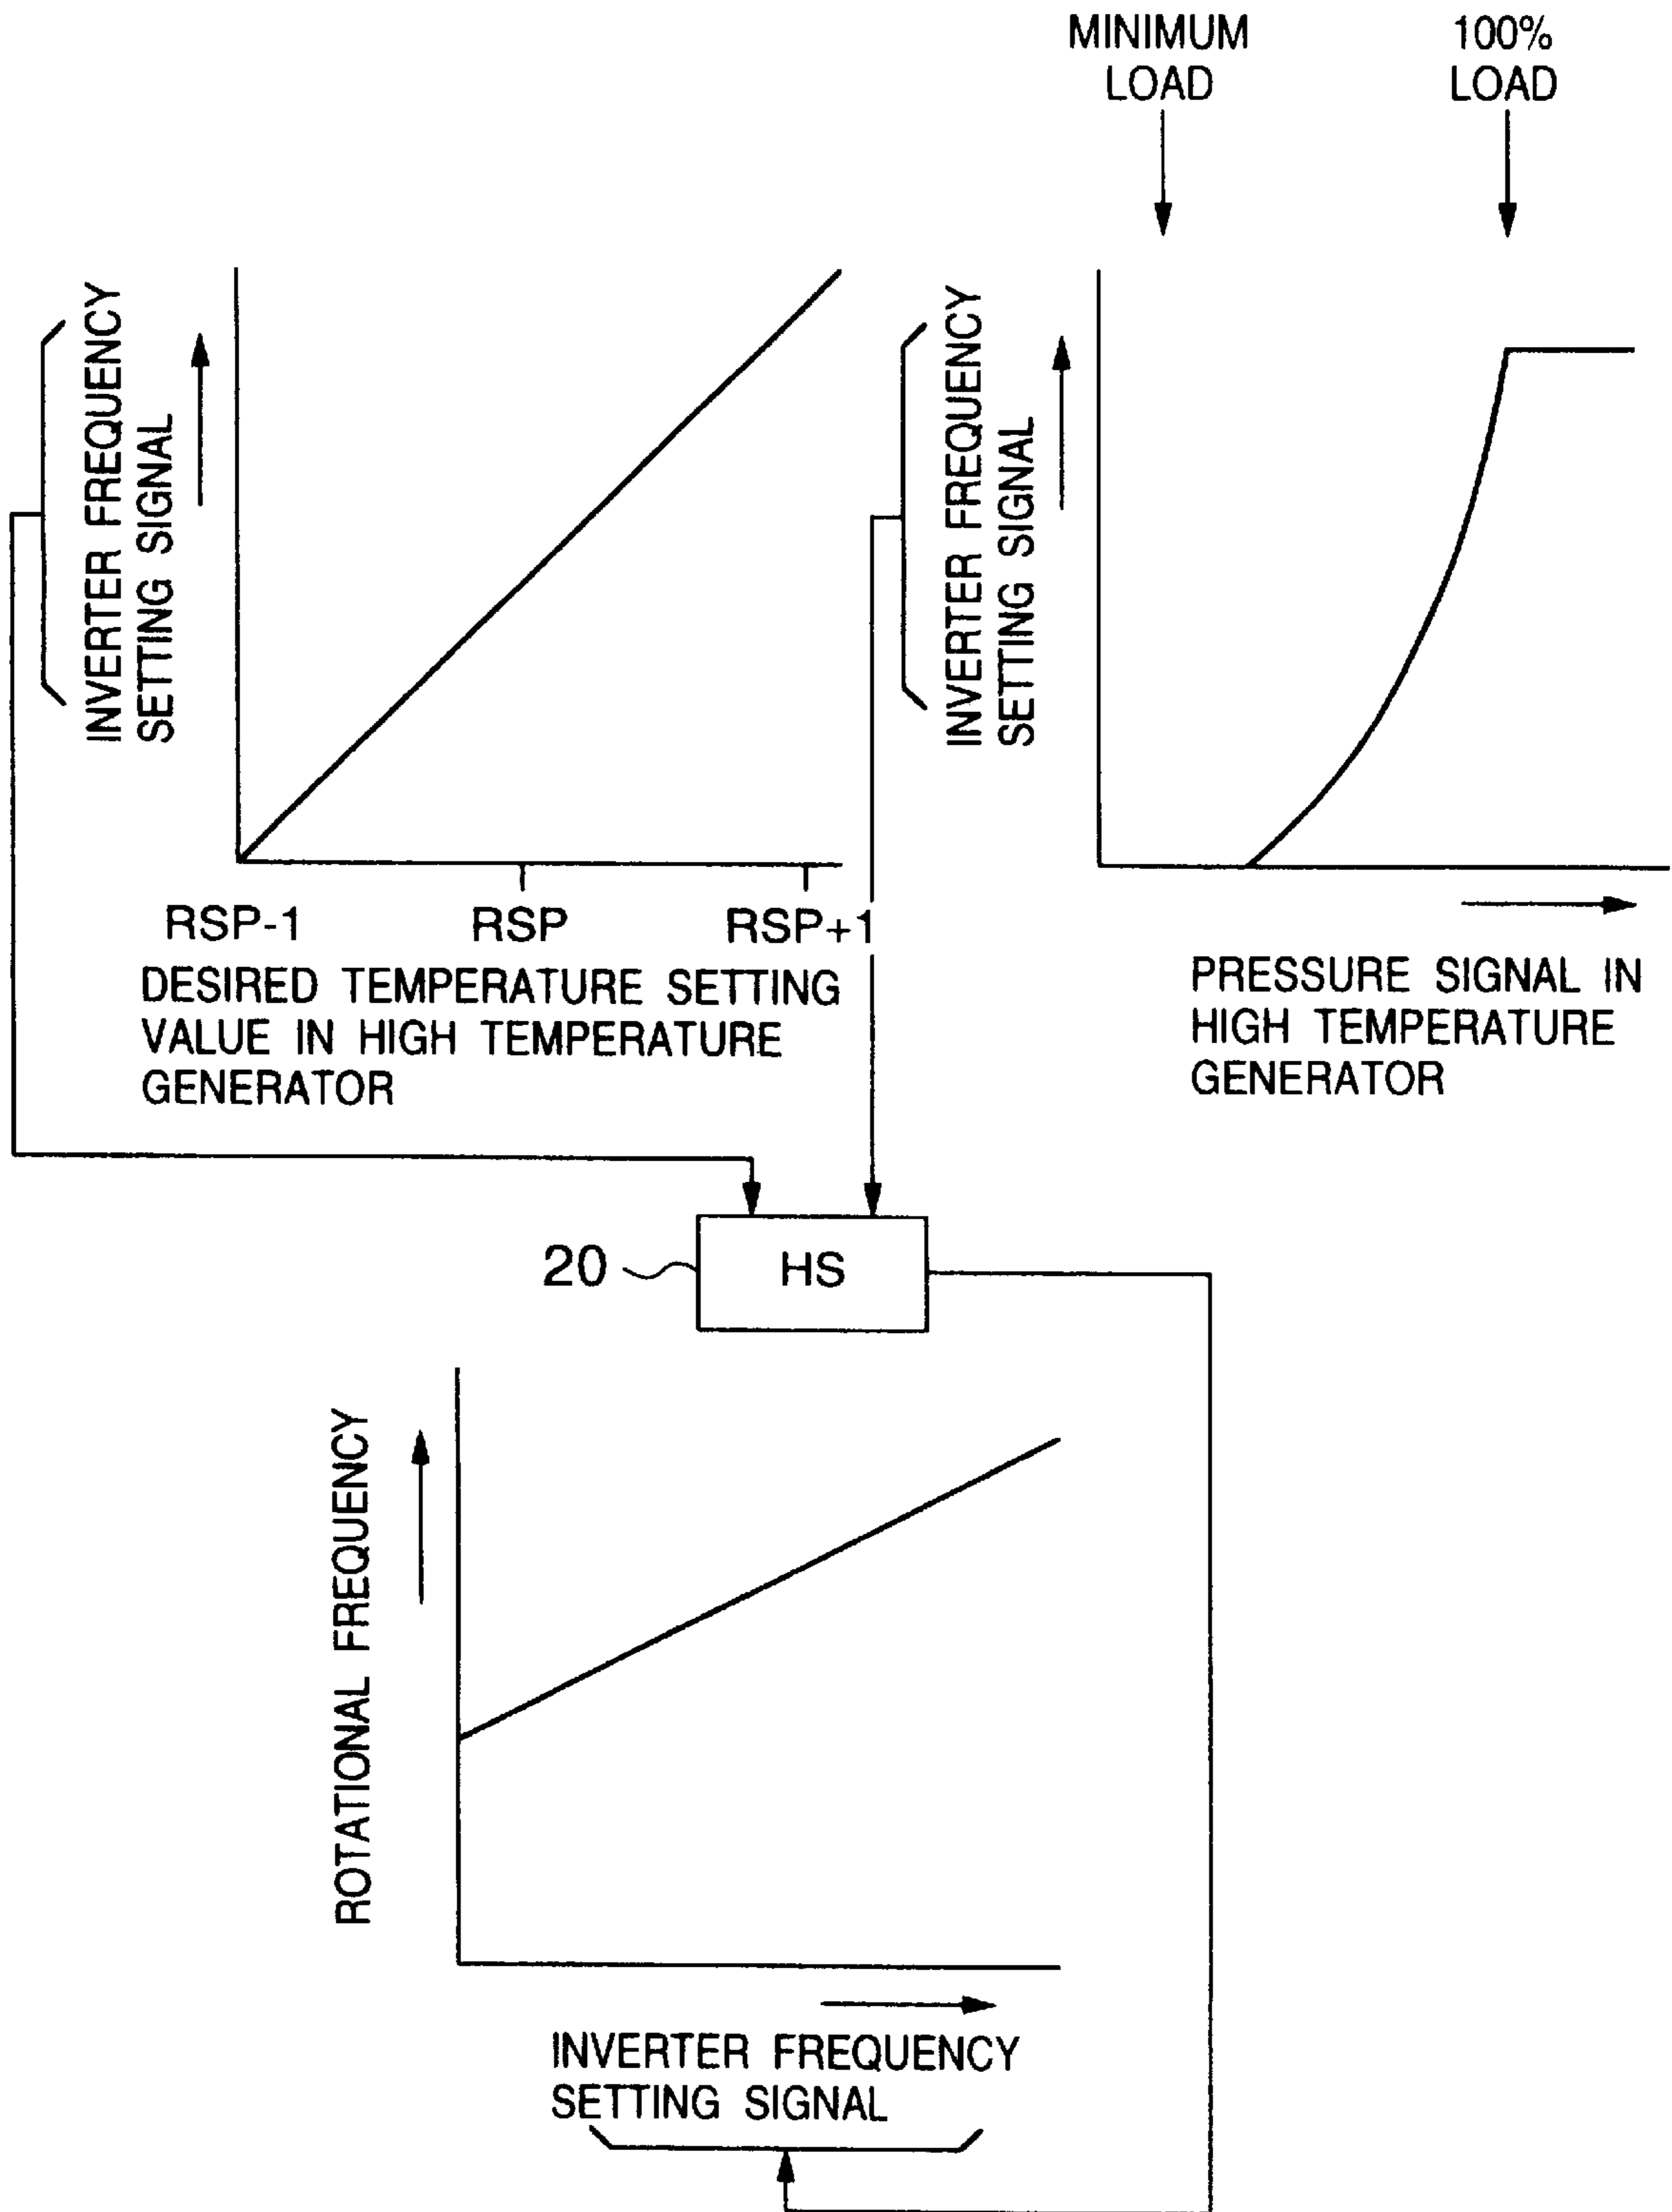 MINIMUM
LOAD
100%
LOAD
INVERTER FREQUENCY
SETTING SIGNAL
INVERTER FREQUENCY
SETTING SIGNAL
RSP-1
RSP
RSP+1
DESIRED TEMPERATURE SETTING
VALUE IN HIGH TEMPERATURE
GENERATOR
PRESSURE SIGNAL IN
HIGH TEMPERATURE
GENERATOR
20
HS
ROTATIONAL FREQUENCY
INVERTER FREQUENCY
SETTING SIGNAL